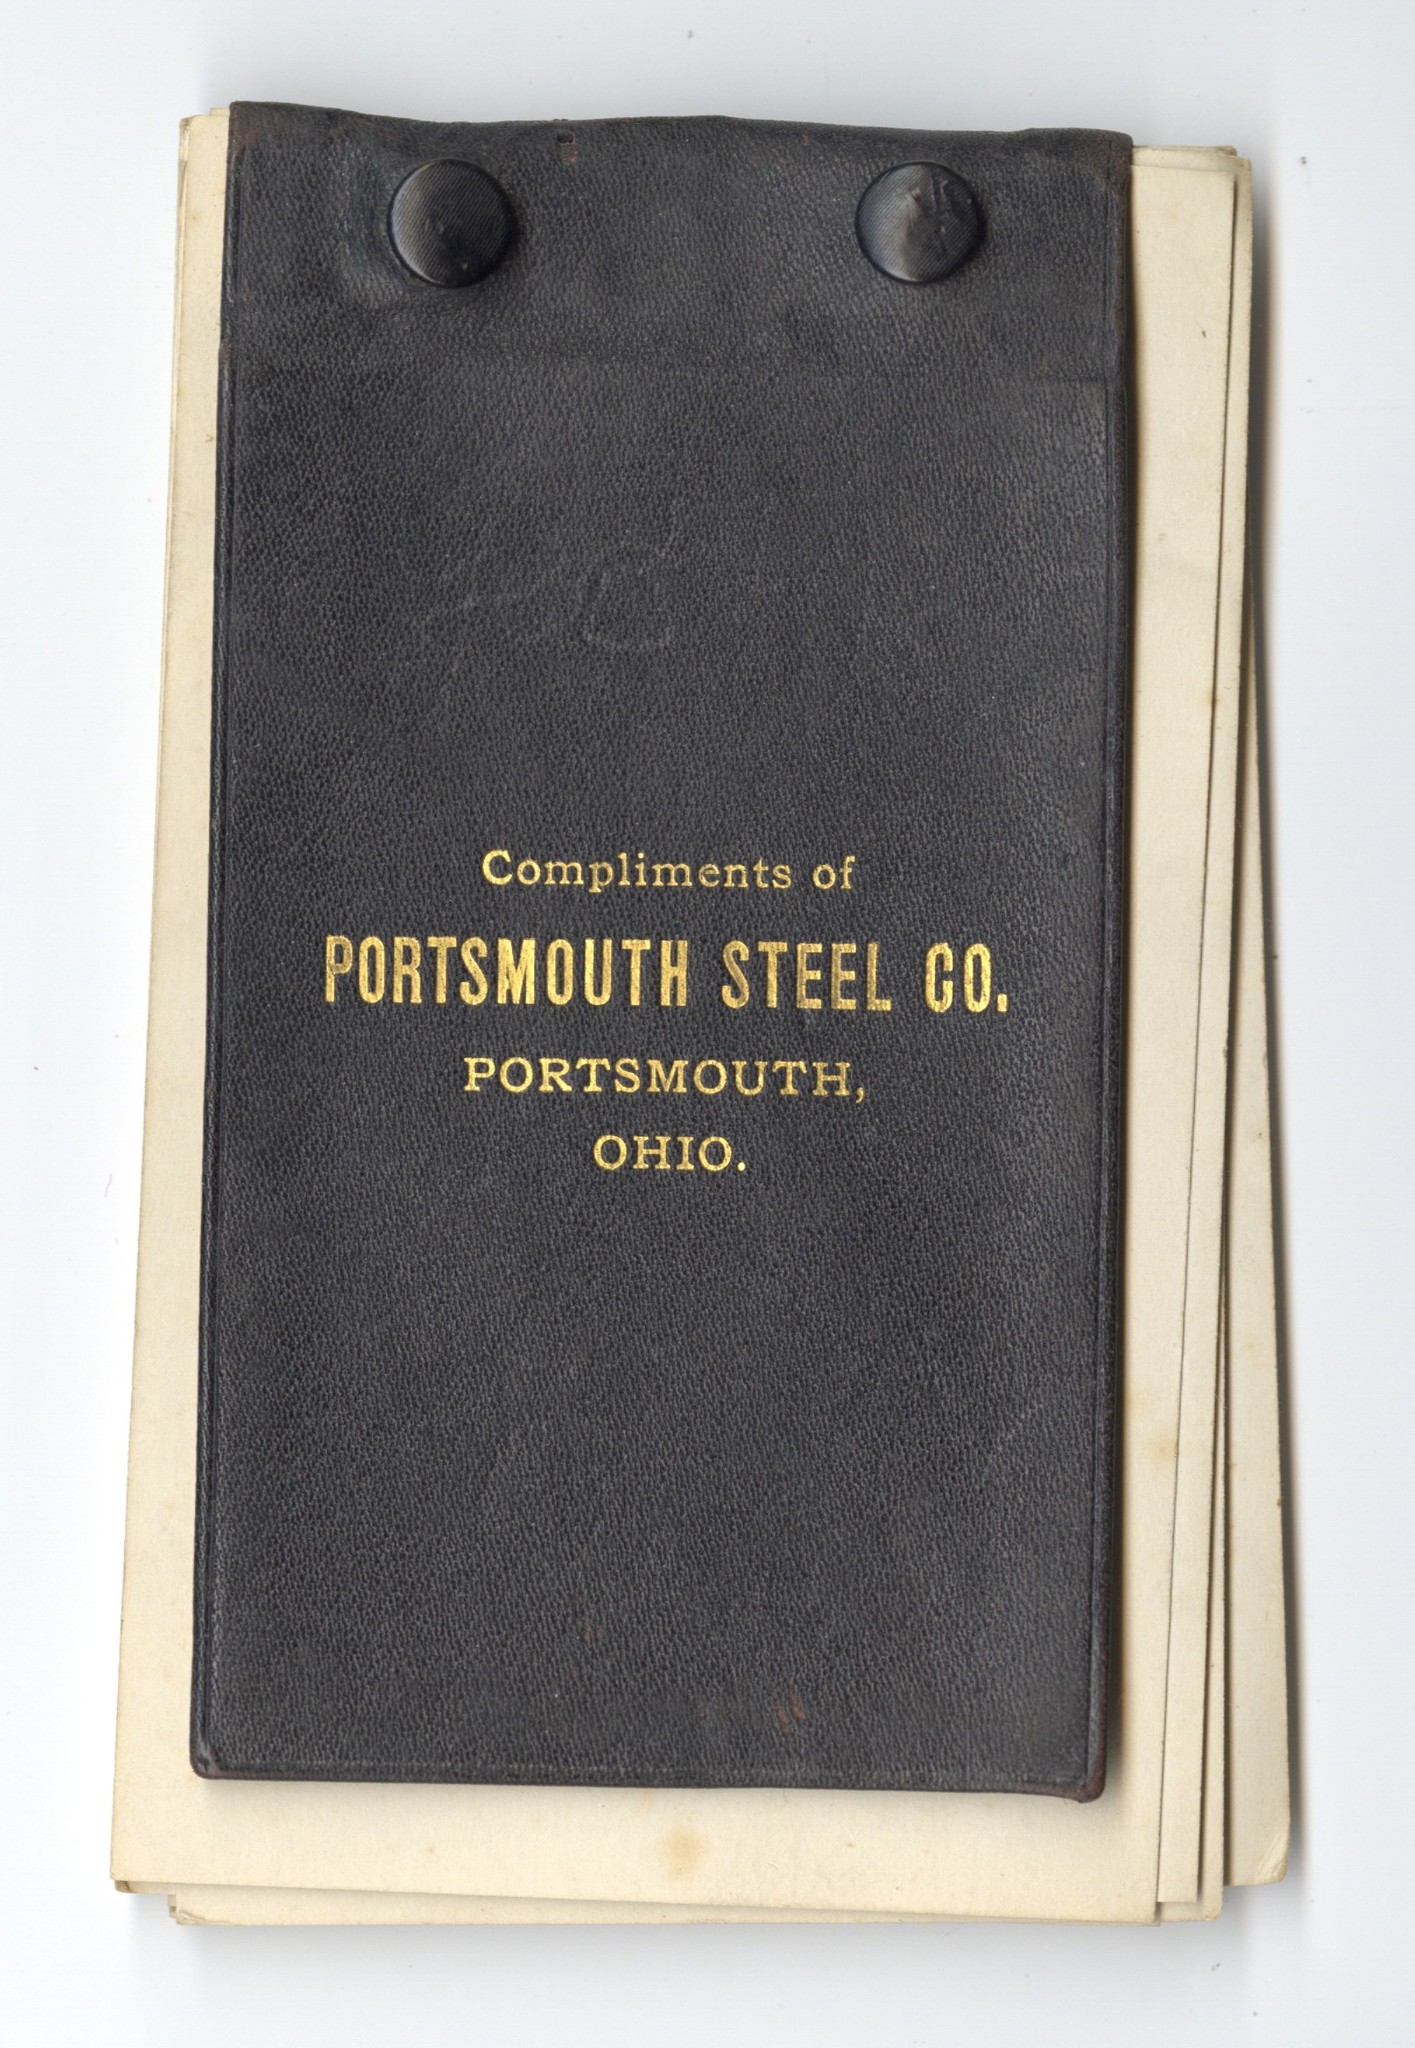 Compliments of
PORTSMOUTH STEEL CO.
PORTSMOUTH,
OHIO.